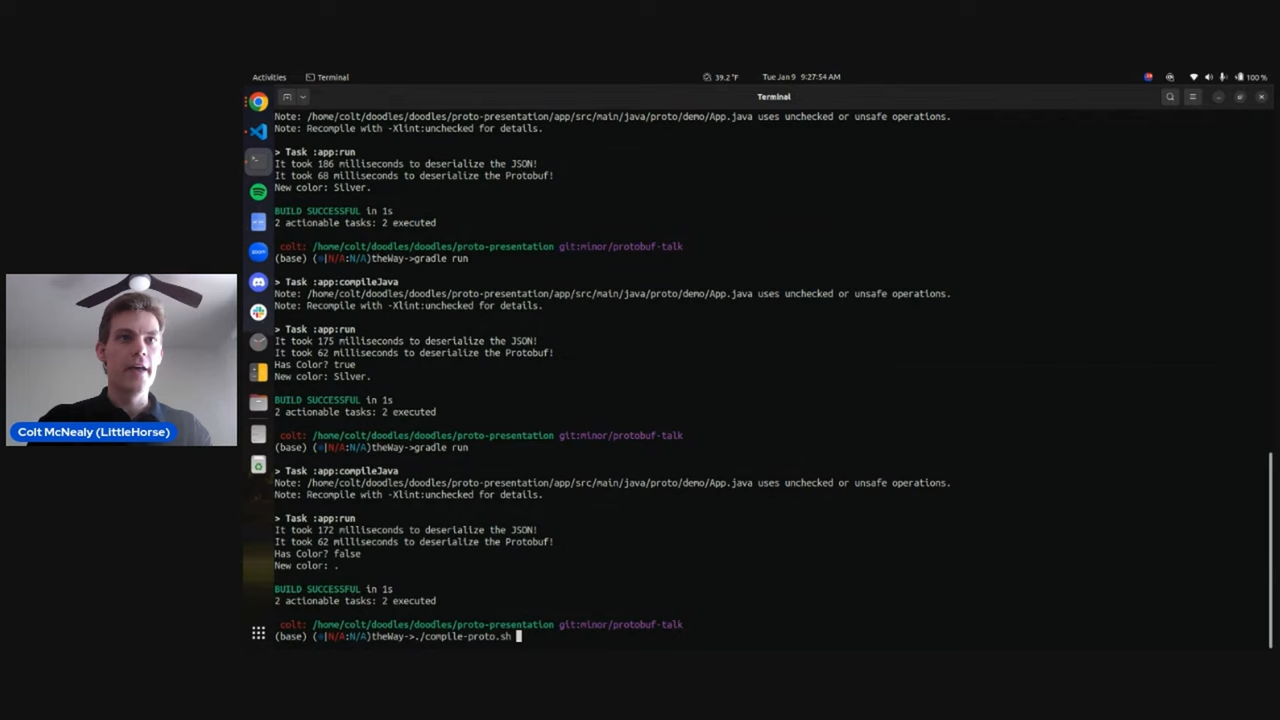 Activities
Terminal
39.2 °F
Tue Jan 9 9:27:54 AM
100 %
Terminal
Note: /home/colt/doodles/doodles/proto-presentation/app/src/main/java/proto/demo/App.java uses unchecked or unsafe operations.
Note: Recompile with -Xlint:unchecked for details.
> Task :app:run
It took 186 milliseconds to deserialize the JSON!
It took 68 milliseconds to deserialize the Protobuf!
New color: Silver.
BUILD SUCCESSFUL in 1s
2 actionable tasks: 2 executed
colt: /home/colt/doodles/doodles/proto-presentation git:minor/protobuf-talk
(base) (⎈|N/A:N/A)theWay->gradle run
> Task :app:compileJava
Note: /home/colt/doodles/doodles/proto-presentation/app/src/main/java/proto/demo/App.java uses unchecked or unsafe operations.
Note: Recompile with -Xlint:unchecked for details.
> Task :app:run
It took 175 milliseconds to deserialize the JSON!
It took 62 milliseconds to deserialize the Protobuf!
Has Color? true
New color: Silver.
BUILD SUCCESSFUL in 1s
2 actionable tasks: 2 executed
colt: /home/colt/doodles/doodles/proto-presentation git:minor/protobuf-talk
(base) (⎈|N/A:N/A)theWay->gradle run
> Task :app:compileJava
Note: /home/colt/doodles/doodles/proto-presentation/app/src/main/java/proto/demo/App.java uses unchecked or unsafe operations.
Note: Recompile with -Xlint:unchecked for details.
> Task :app:run
It took 172 milliseconds to deserialize the JSON!
It took 62 milliseconds to deserialize the Protobuf!
Has Color? false
New color: .
BUILD SUCCESSFUL in 1s
2 actionable tasks: 2 executed
colt: /home/colt/doodles/doodles/proto-presentation git:minor/protobuf-talk
(base) (⎈|N/A:N/A)theWay->./compile-proto.sh
zoom
Colt McNealy (LittleHorse)